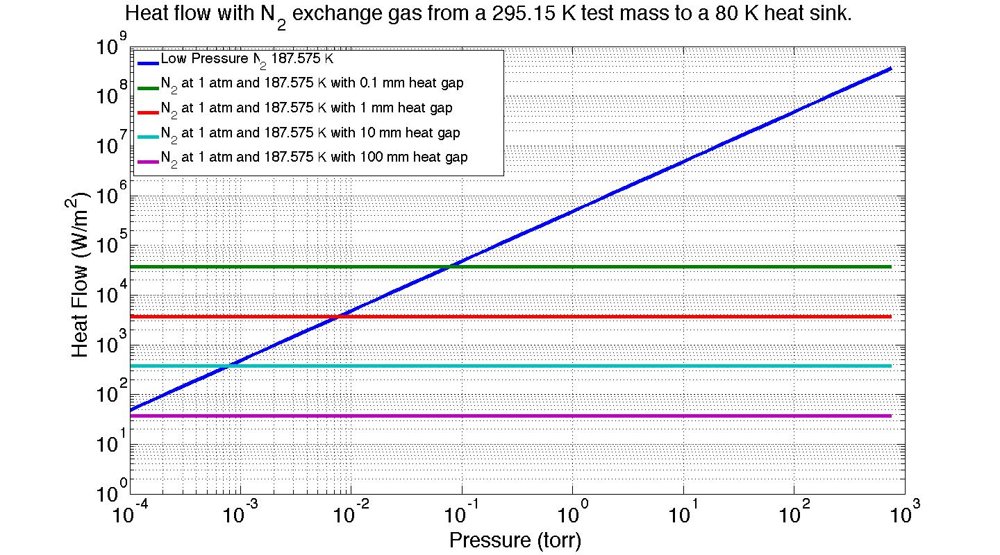 Heat flow with N2 exchange gas from a 295.15 K test mass to a 80 K heat sink.
10^9
10^8
10^7
10^6
10^5
10^4
10^3
10^2
10^1
10^0
Heat Flow (W/m^2)
Low Pressure N2 187.575 K
N2 at 1 atm and 187.575 K with 0.1 mm heat gap
N2 at 1 atm and 187.575 K with 1 mm heat gap
N2 at 1 atm and 187.575 K with 10 mm heat gap
N2 at 1 atm and 187.575 K with 100 mm heat gap
10^-4 10^-3 10^-2 10^-1 10^0 10^1 10^2 10^3
Pressure (torr)